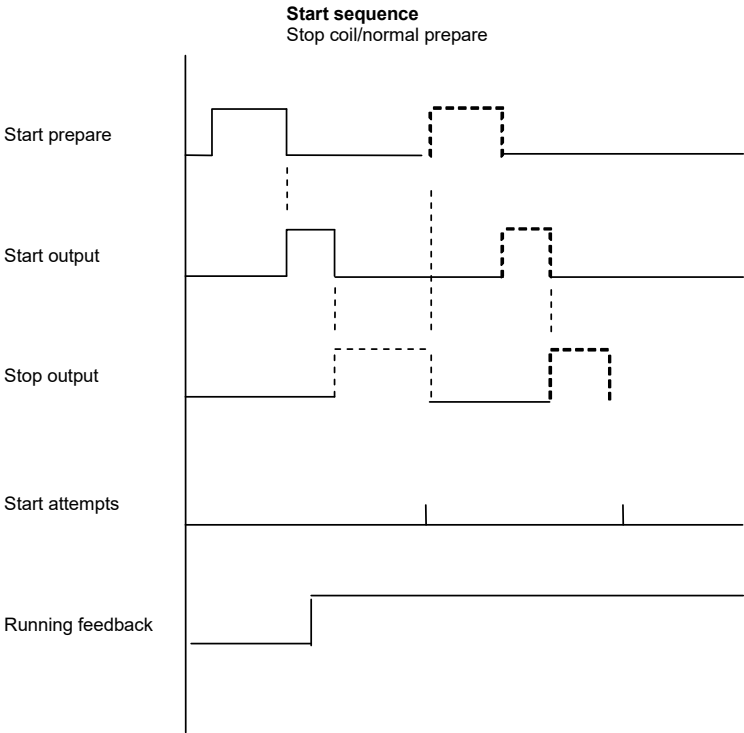 Start sequence
Stop coil/normal prepare
Start prepare
Start output
Stop output
Start attempts
Running feedback